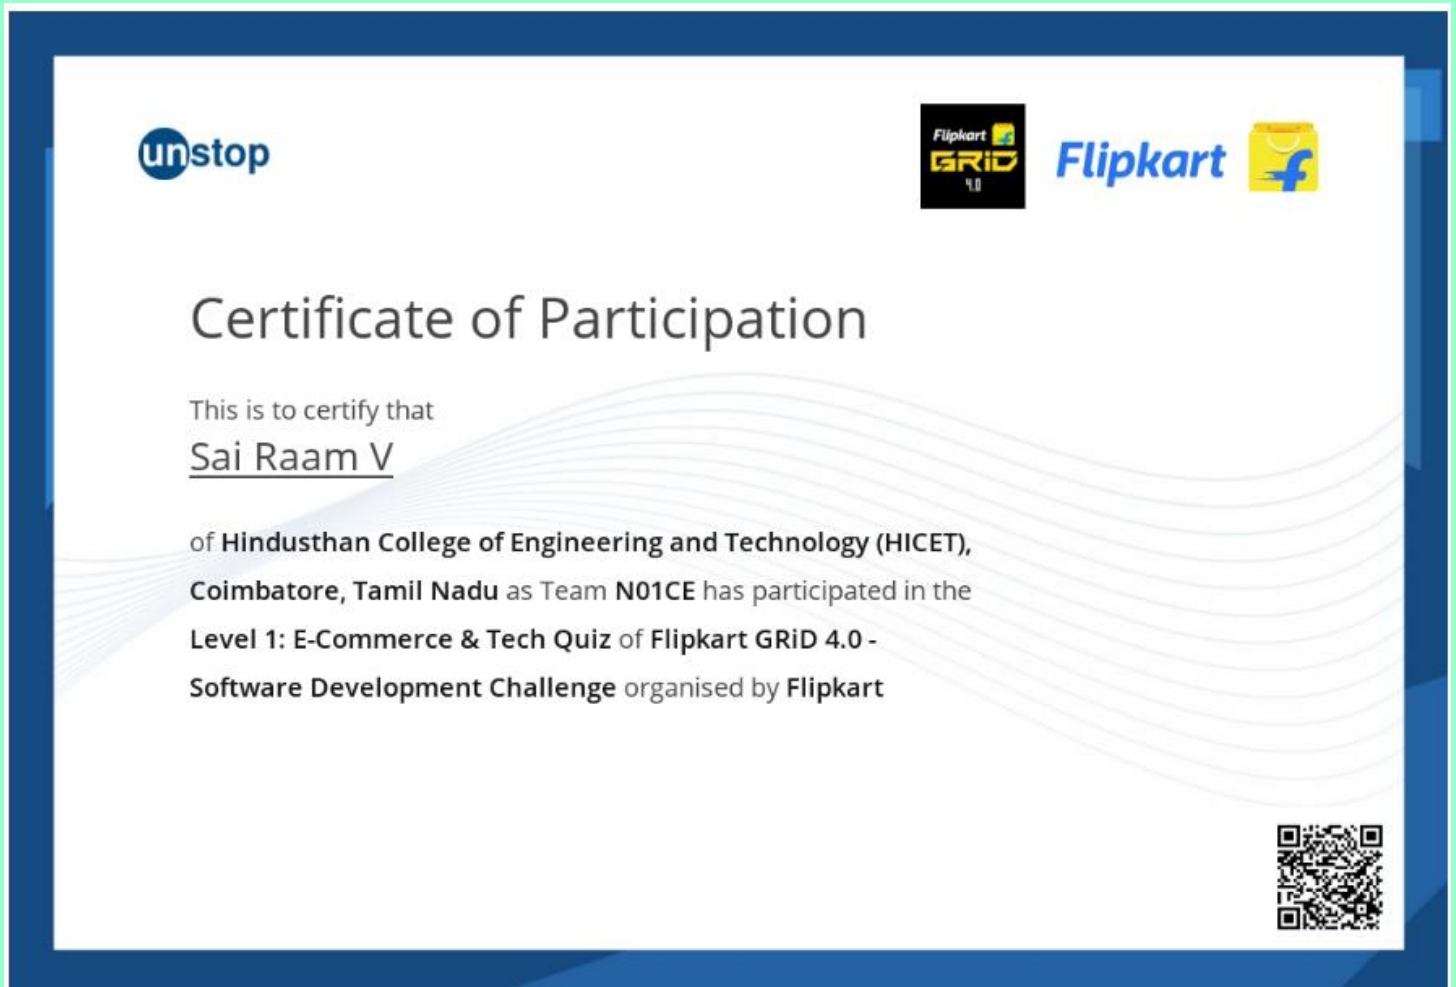 unstop
Flipkart
GRiD
4.0
Flipkart
Certificate of Participation
This is to certify that
Sai Raam V
of Hindusthan College of Engineering and Technology (HICET),
Coimbatore, Tamil Nadu as Team N01CE has participated in the
Level 1: E-Commerce & Tech Quiz of Flipkart GRiD 4.0 -
Software Development Challenge organised by Flipkart